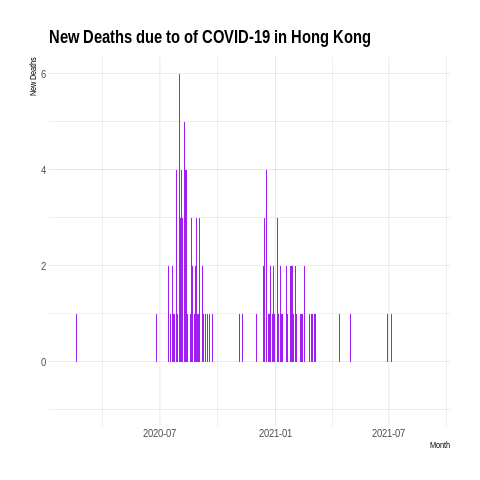 New Deaths due to of COVID-19 in Hong Kong
New Deaths
6
4
2
0
2020-07 2021-01 2021-07
Month